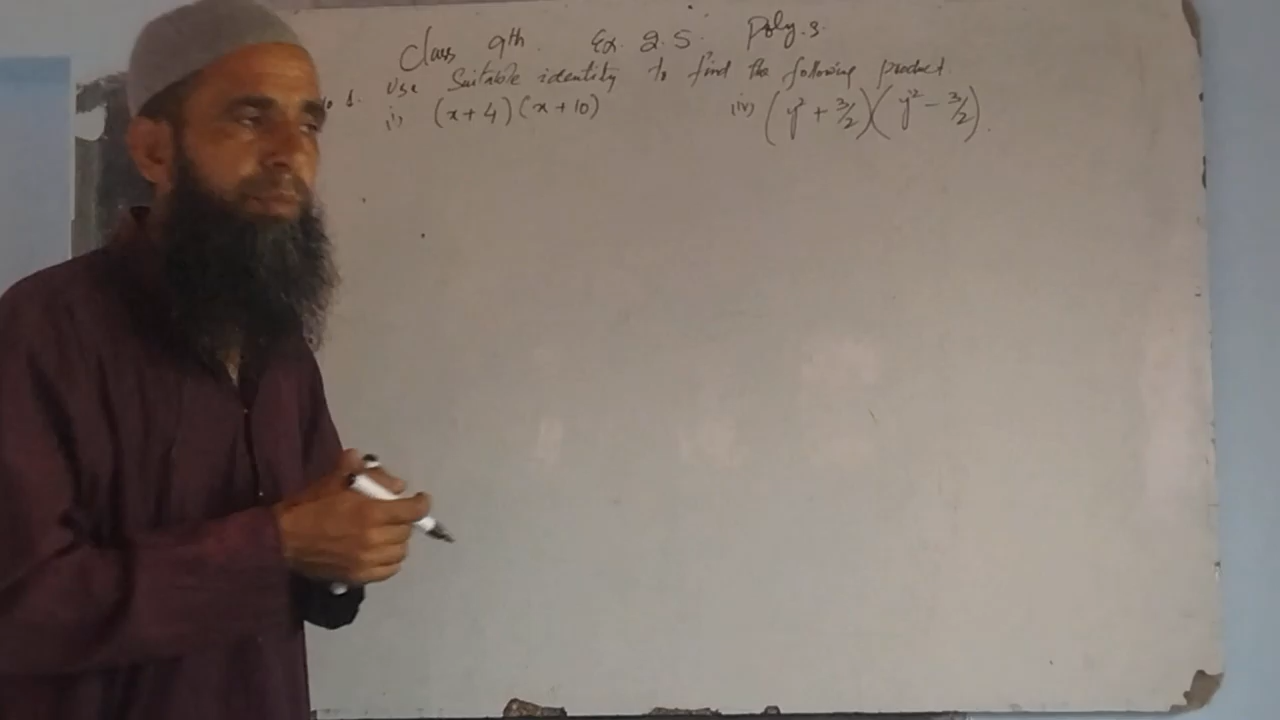 Class 9th. Ex. 2.5. Poly.s.
1. Use Suitable identity to find the following product
i) (x+4)(x+10) iv) (y² + 3/2)(y² - 3/2).